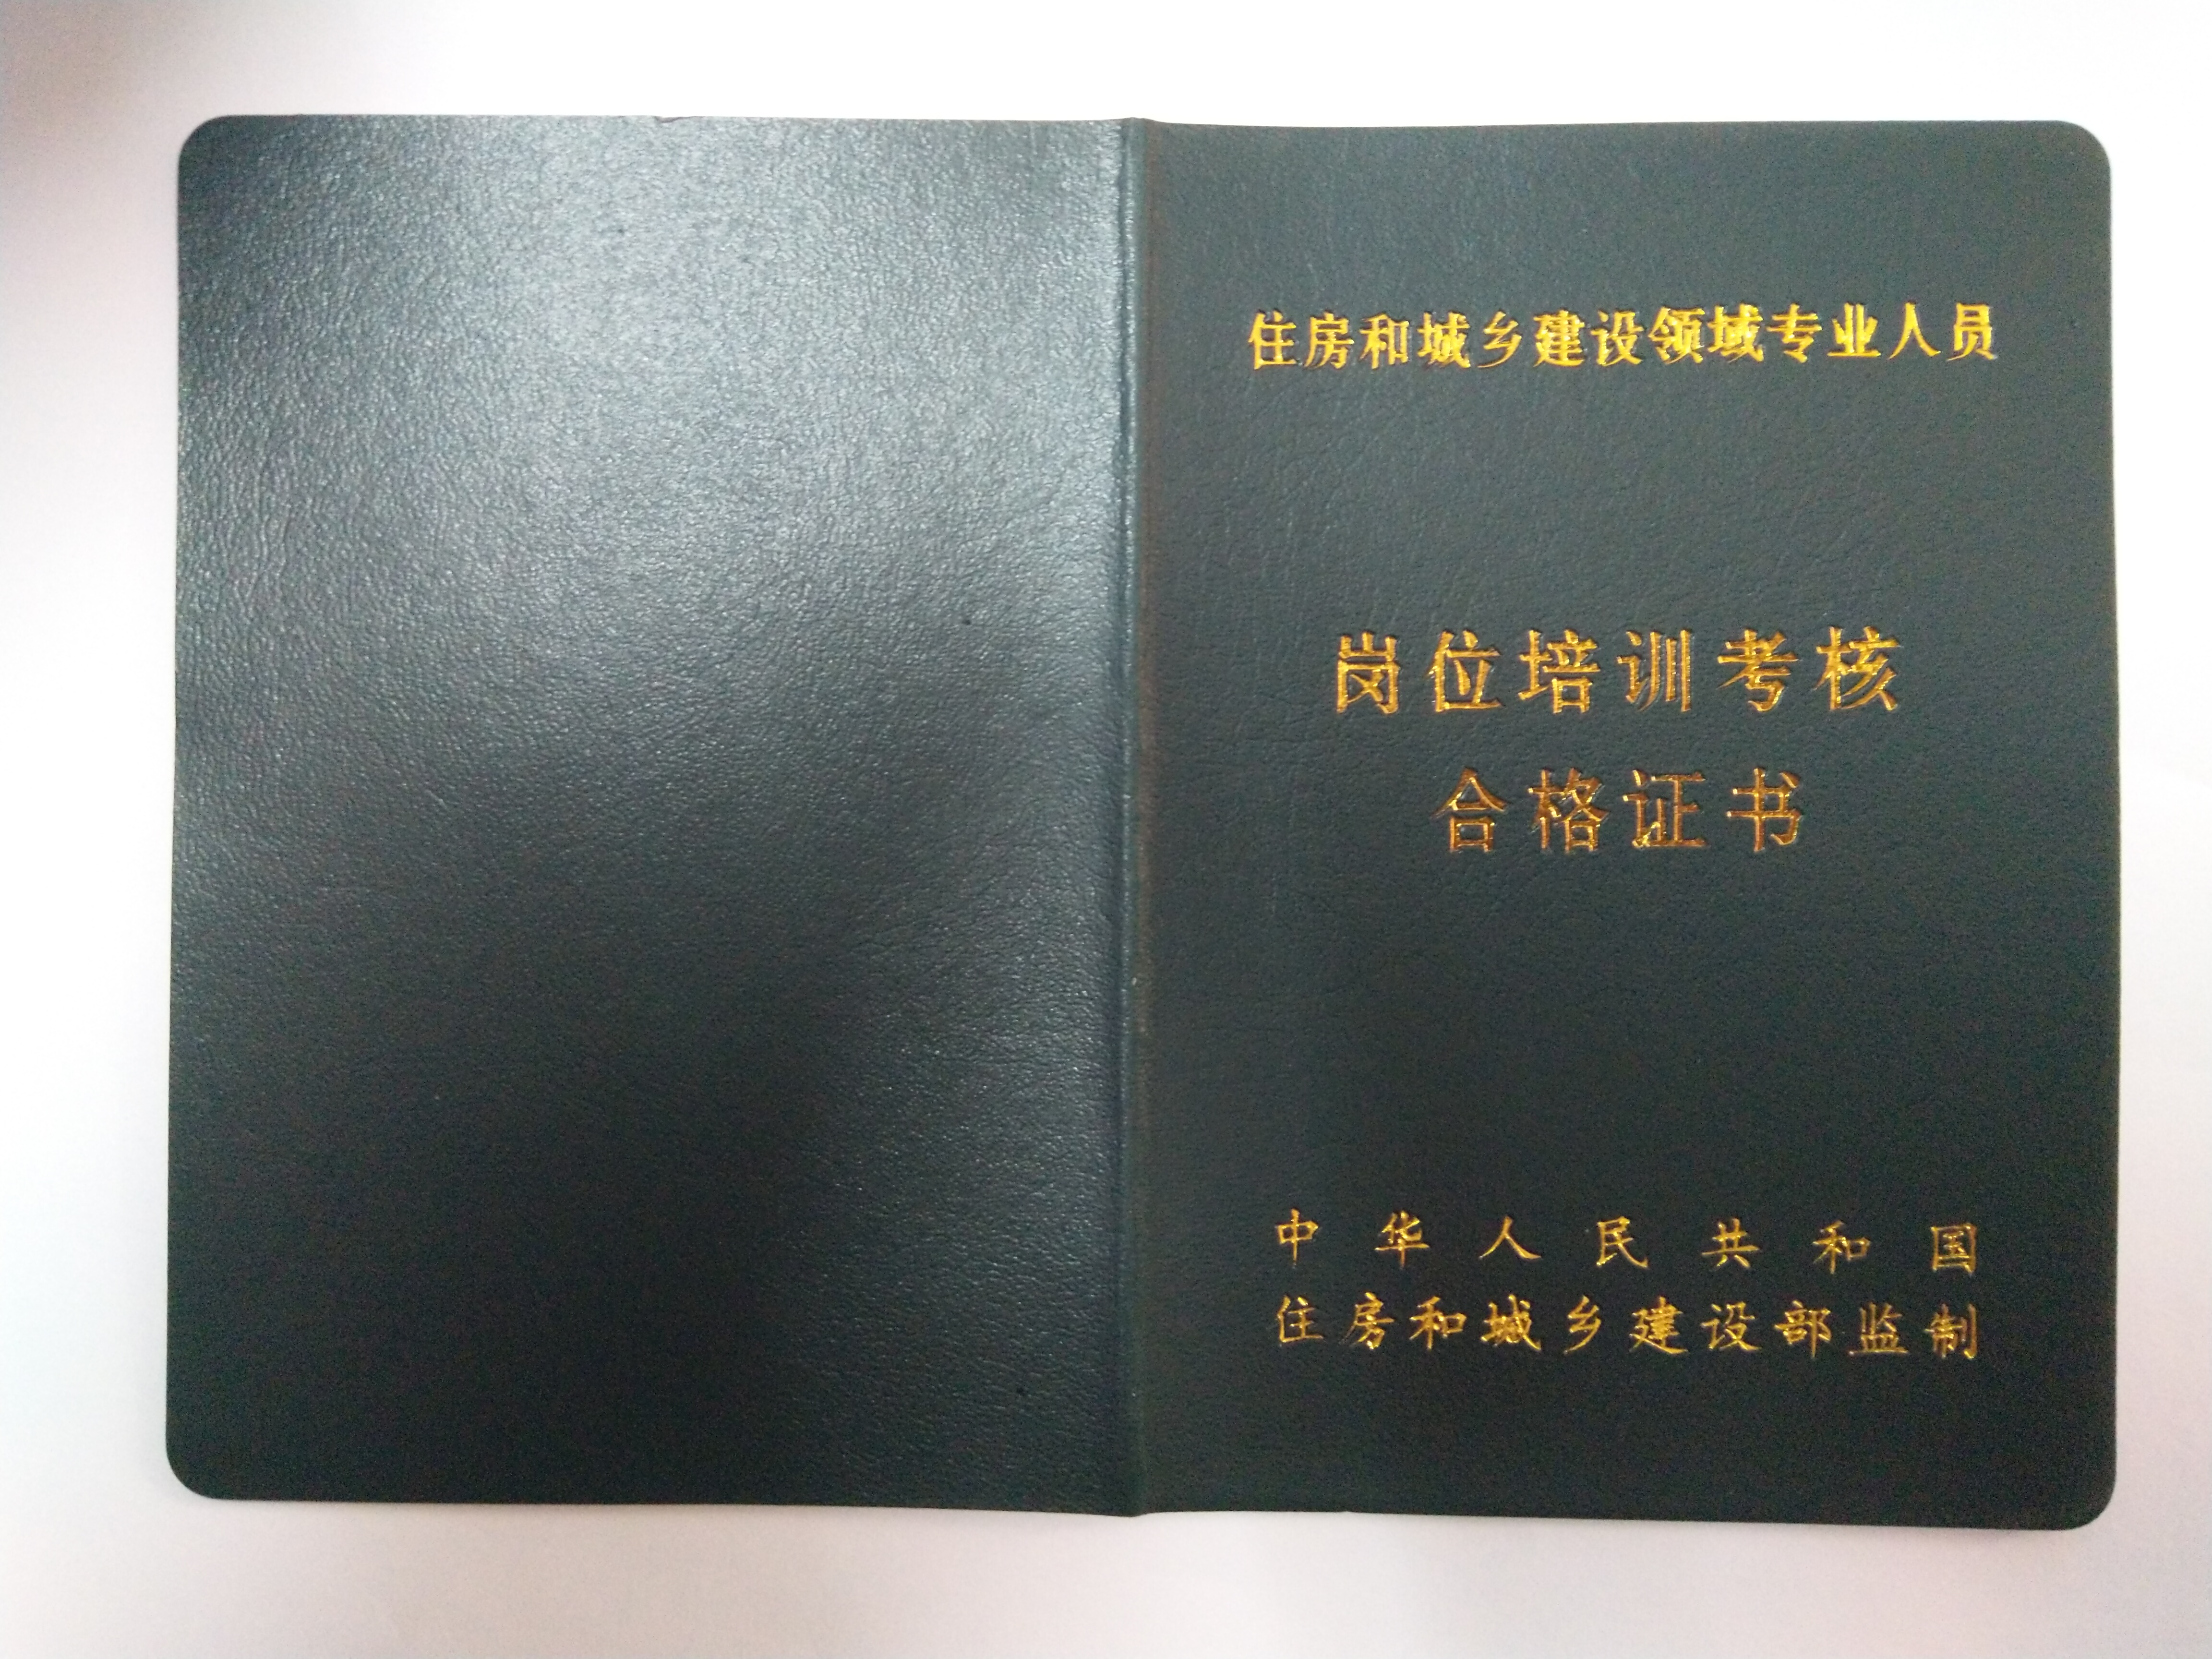 住房和城乡建设领域专业人员
岗位培训考核
合格证书
中华人民共和国
住房和城乡建设部监制